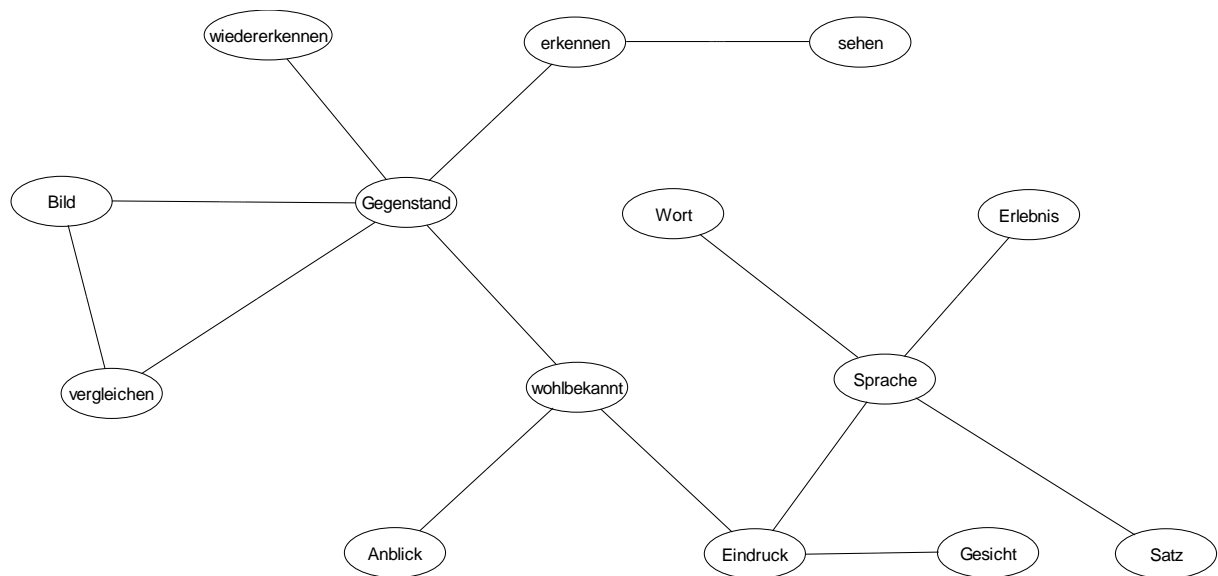 wiedererkennen
erkennen
sehen
Bild
Gegenstand
Wort
Erlebnis
vergleichen
wohlbekannt
Sprache
Anblick
Eindruck
Gesicht
Satz